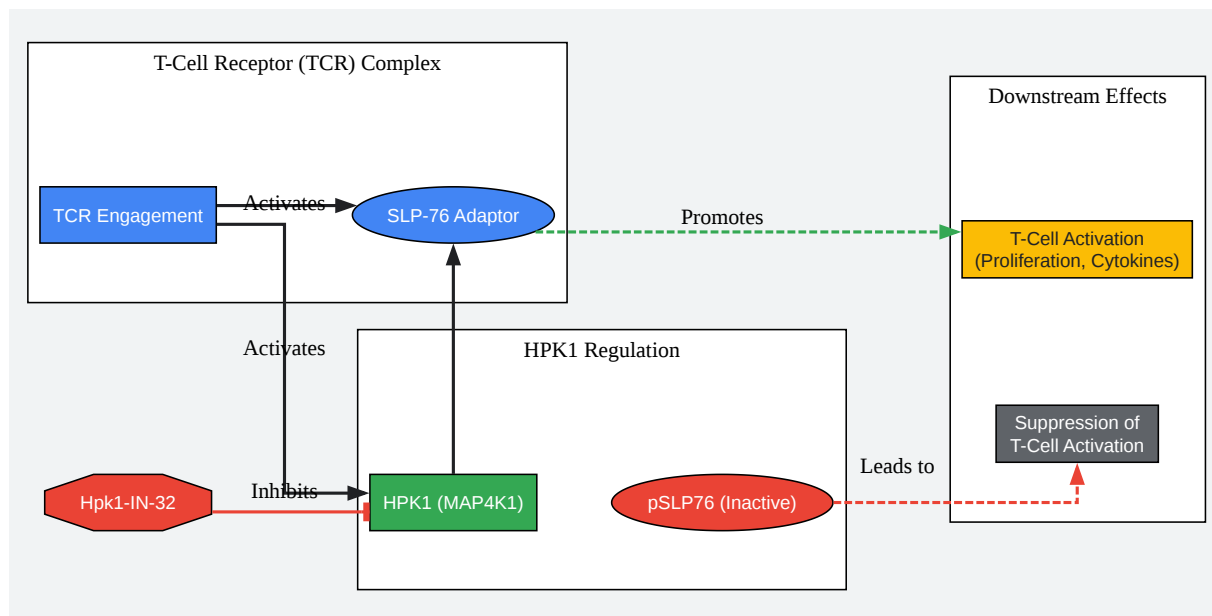 T-Cell Receptor (TCR) Complex
Downstream Effects
TCR Engagement
Activates
SLP-76 Adaptor
Promotes
T-Cell Activation
(Proliferation, Cytokines)
Activates
HPK1 Regulation
Suppression of
T-Cell Activation
Leads to
Hpk1-IN-32
Inhibits
HPK1 (MAP4K1)
pSLP76 (Inactive)